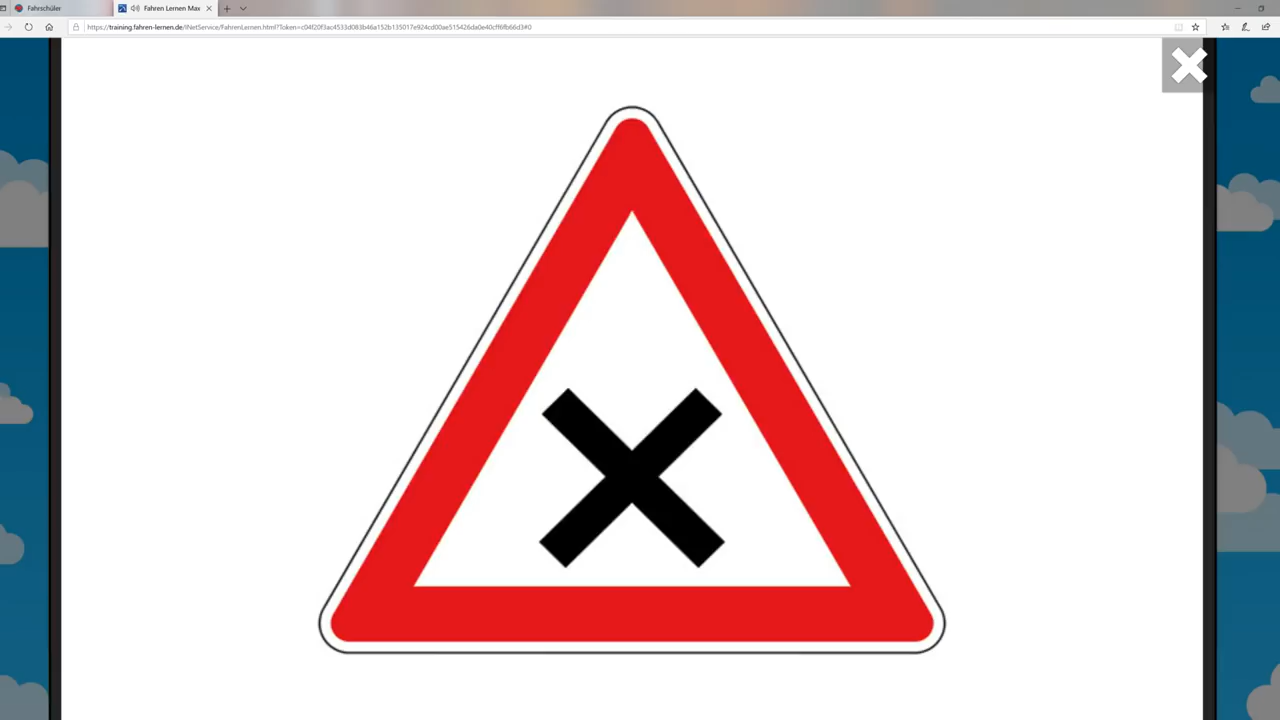 Fahrschüler
Fahren Lernen Max
https://training.fahren-lernen.de/INetService/FahrenLernen.html?Token=c04f20f3ac4533d083b46a152b135017e924cd00ae515426da0e40cff6fb66d3#0